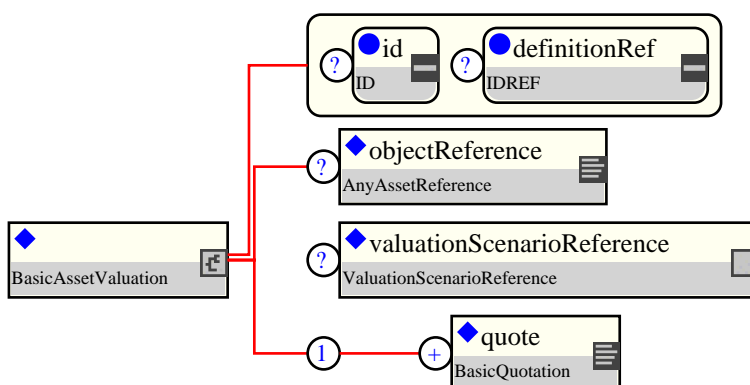 ? id ? definitionRef
ID IDREF
? objectReference
AnyAssetReference
BasicAssetValuation
? valuationScenarioReference
ValuationScenarioReference
1 + quote
BasicQuotation